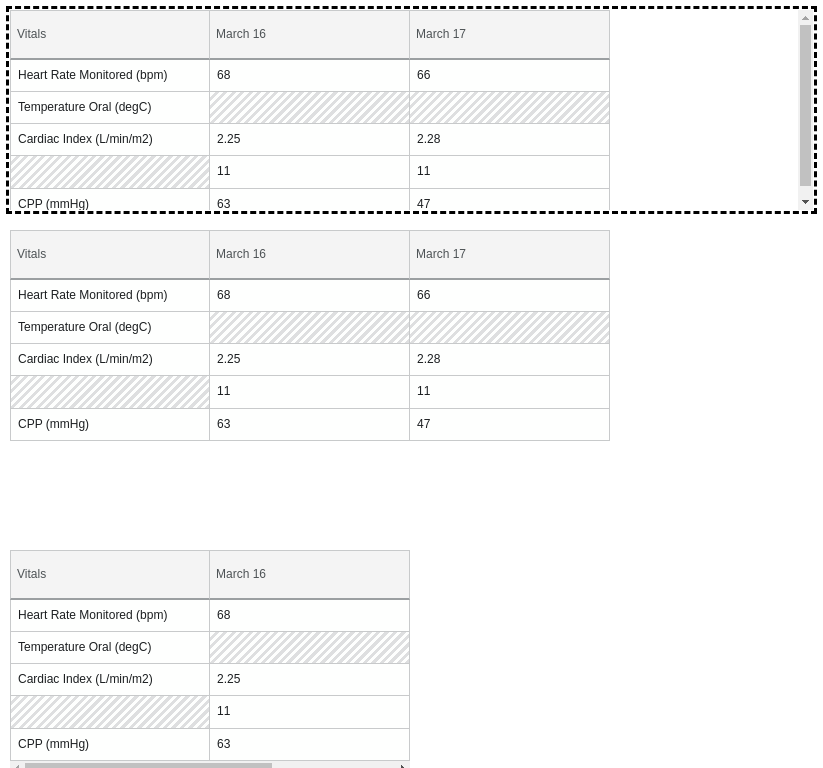 Vitals March 16 March 17
Heart Rate Monitored (bpm) 68 66
Temperature Oral (degC)
Cardiac Index (L/min/m2) 2.25 2.28
11 11
CPP (mmHg) 63 47
Vitals March 16 March 17
Heart Rate Monitored (bpm) 68 66
Temperature Oral (degC)
Cardiac Index (L/min/m2) 2.25 2.28
11 11
CPP (mmHg) 63 47
Vitals March 16
Heart Rate Monitored (bpm) 68
Temperature Oral (degC)
Cardiac Index (L/min/m2) 2.25
11
CPP (mmHg) 63